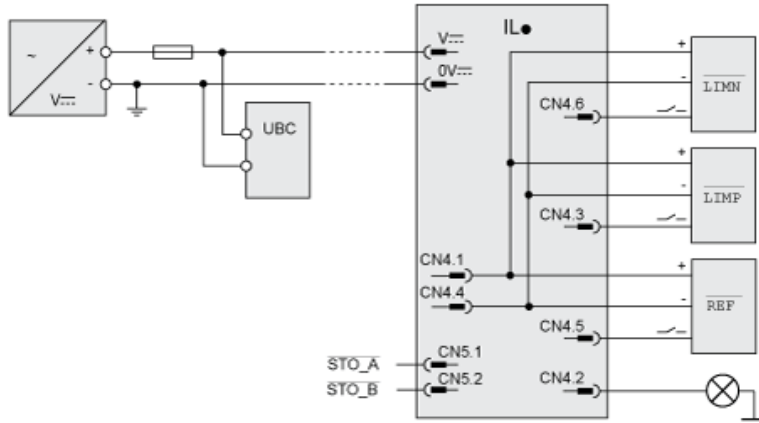 IL●
~
+
-
V⎓
V⎓
0V⎓
UBC
+
-
CN4.6
LIMN
+
-
CN4.3
LIMP
CN4.1
CN4.4
+
-
CN4.5
REF
STO_A
CN5.1
STO_B
CN5.2
CN4.2